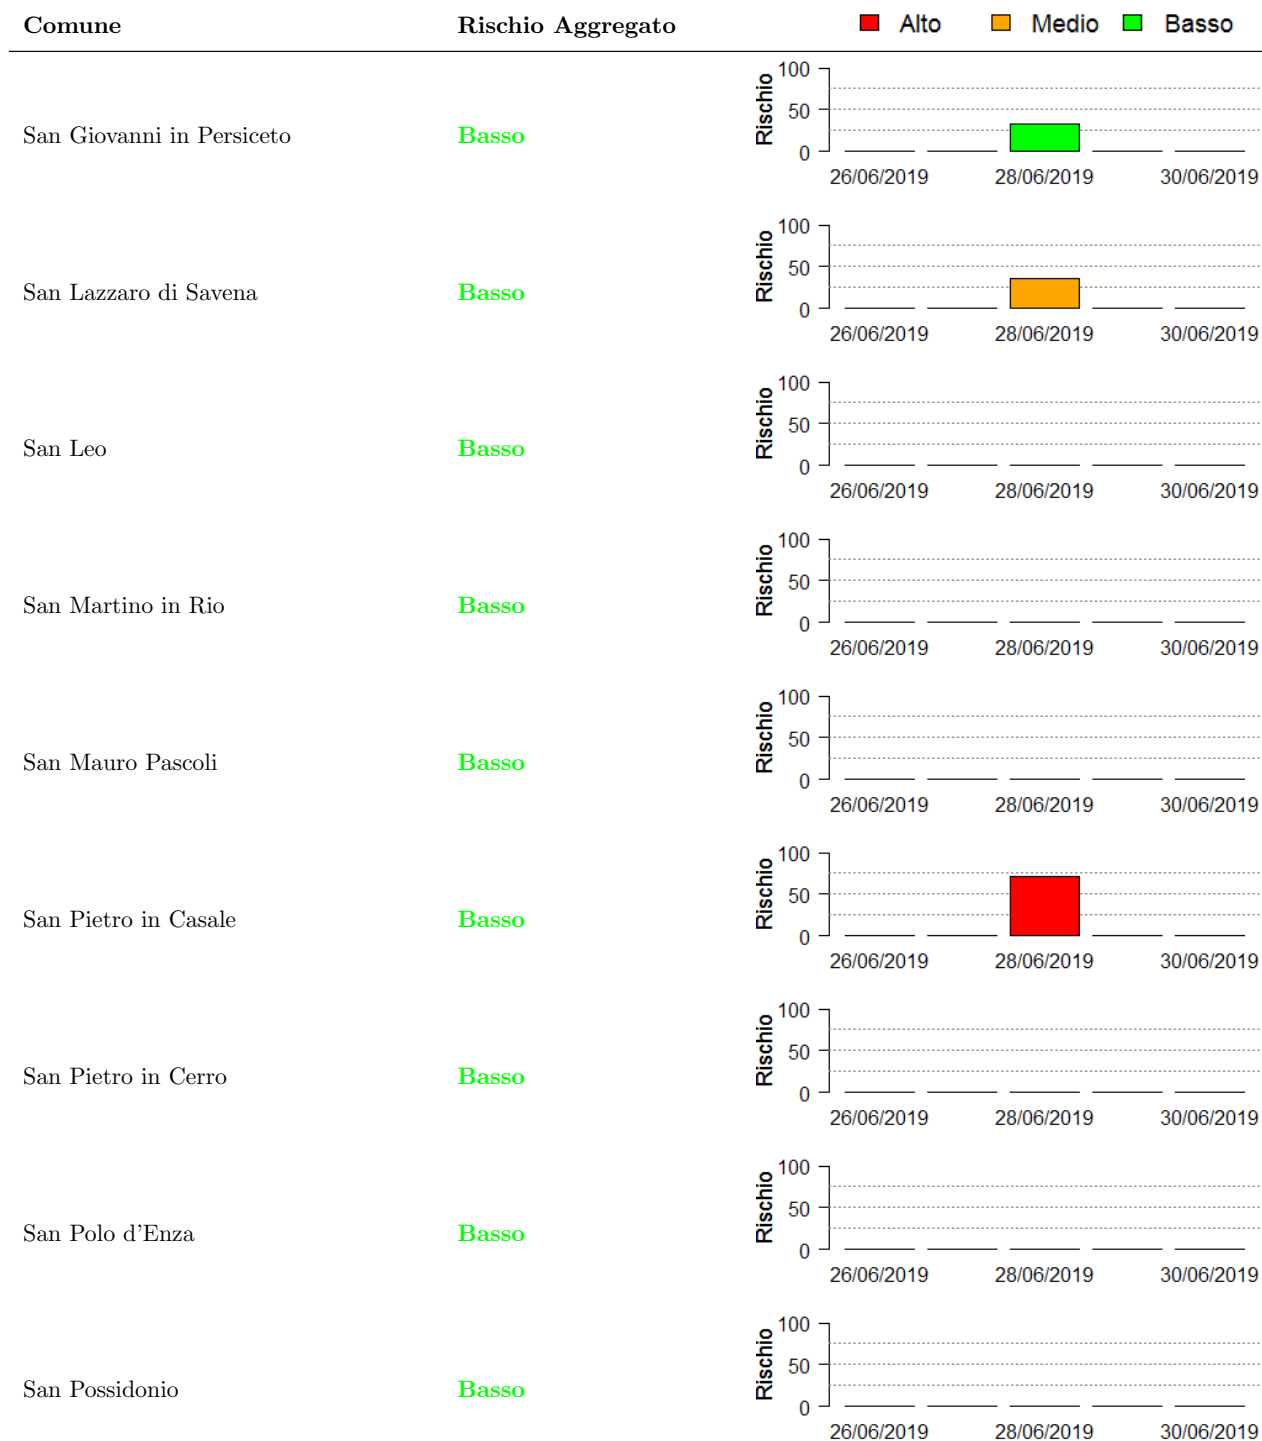 Comune Rischio Aggregato Alto Medio Basso
San Giovanni in Persiceto Basso Rischio 100 50 0
26/06/2019 28/06/2019 30/06/2019
San Lazzaro di Savena Basso Rischio 100 50 0
26/06/2019 28/06/2019 30/06/2019
San Leo Basso Rischio 100 50 0
26/06/2019 28/06/2019 30/06/2019
San Martino in Rio Basso Rischio 100 50 0
26/06/2019 28/06/2019 30/06/2019
San Mauro Pascoli Basso Rischio 100 50 0
26/06/2019 28/06/2019 30/06/2019
San Pietro in Casale Basso Rischio 100 50 0
26/06/2019 28/06/2019 30/06/2019
San Pietro in Cerro Basso Rischio 100 50 0
26/06/2019 28/06/2019 30/06/2019
San Polo d'Enza Basso Rischio 100 50 0
26/06/2019 28/06/2019 30/06/2019
San Possidonio Basso Rischio 100 50 0
26/06/2019 28/06/2019 30/06/2019